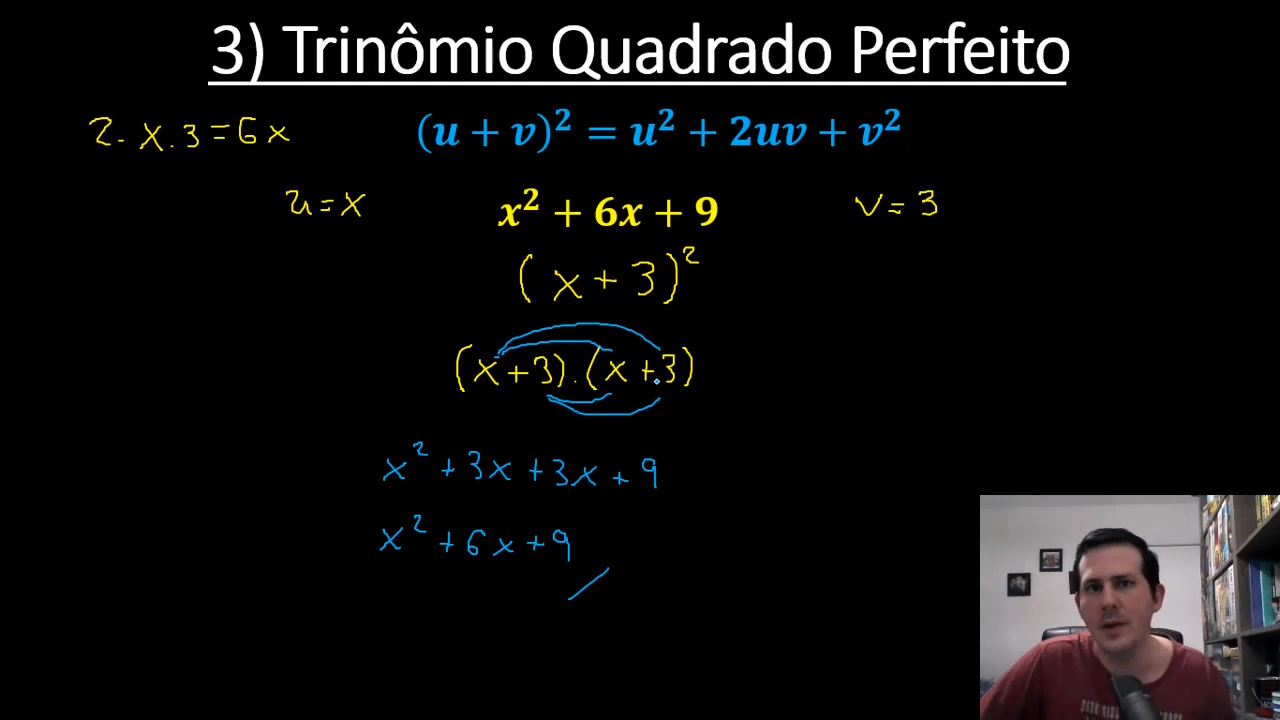 3) Trinômio Quadrado Perfeito
2. x . 3 = 6x
(u + v)² = u² + 2uv + v²
u = x
x² + 6x + 9
v = 3
(x + 3)²
(x + 3) . (x + 3)
x² + 3x + 3x + 9
x² + 6x + 9